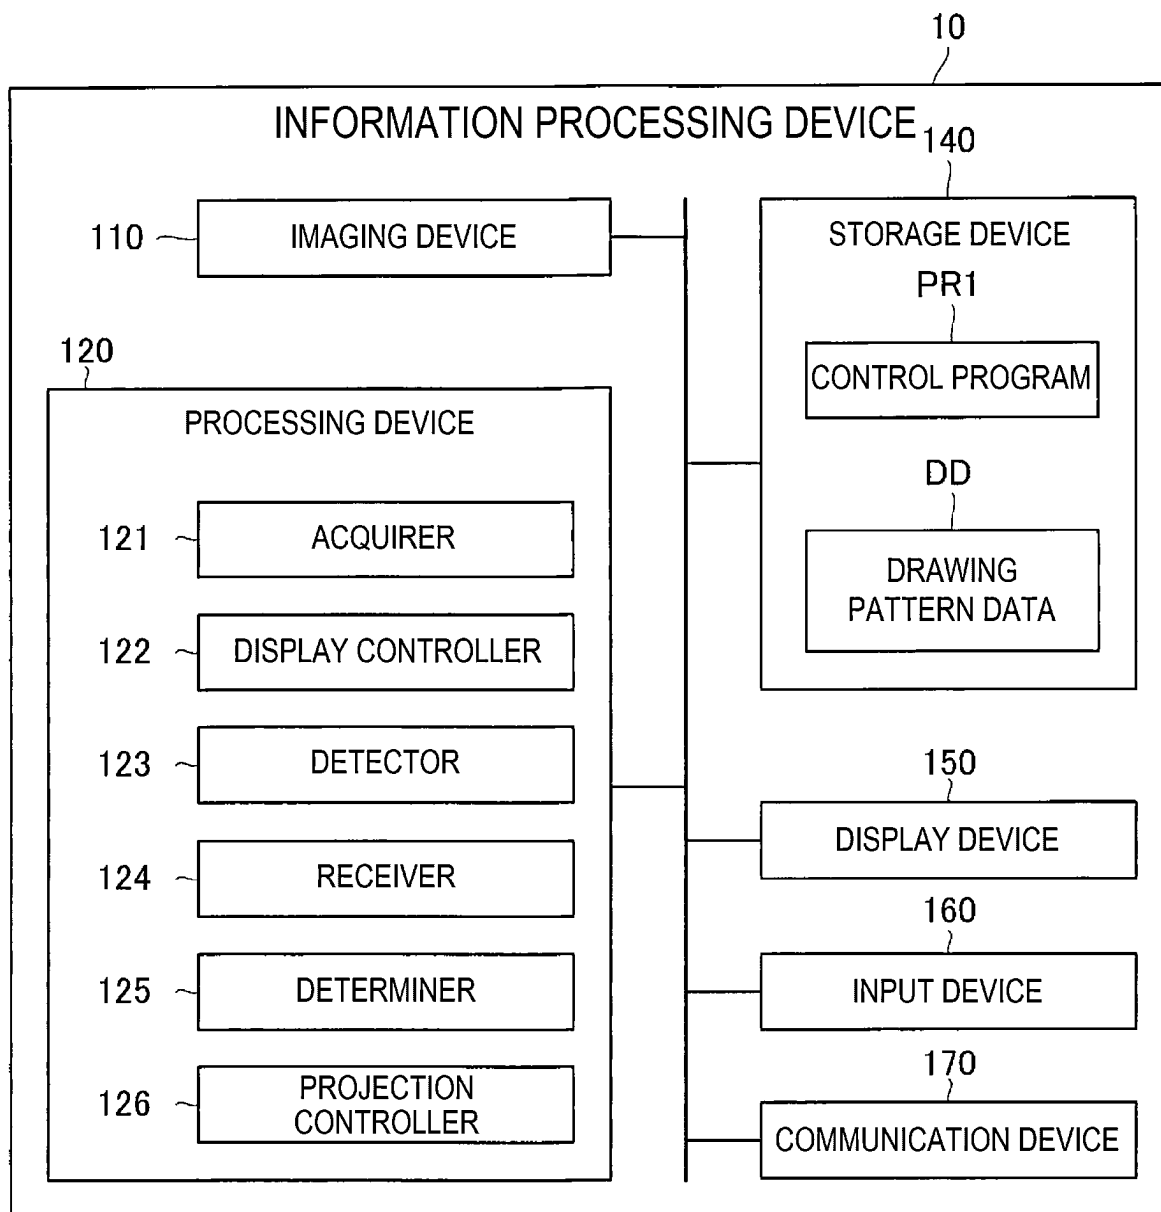 10
INFORMATION PROCESSING DEVICE
110
IMAGING DEVICE
120
PROCESSING DEVICE
121
ACQUIRER
122
DISPLAY CONTROLLER
123
DETECTOR
124
RECEIVER
125
DETERMINER
126
PROJECTION
CONTROLLER
140
STORAGE DEVICE
PR1
CONTROL PROGRAM
DD
DRAWING
PATTERN DATA
150
DISPLAY DEVICE
160
INPUT DEVICE
170
COMMUNICATION DEVICE